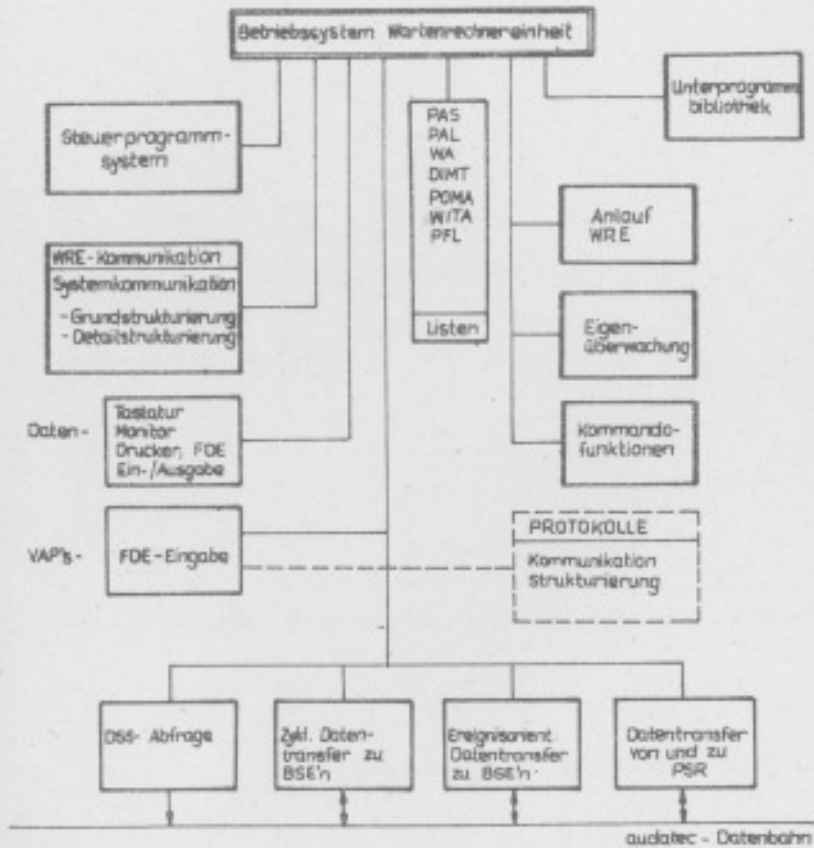 Betriebssystem Wartenrechnereinheit
Steuerprogramm-
system
PAS
PAL
WA
DIMT
POMA
WITA
PFL
Listen
Unterprogramm
bibliothek
WRE-Kommunikation
Systemkommunikation
-Grundstrukturierung
-Detailstrukturierung
Anlauf
WRE
Eigen-
überwachung
Daten-
Tastatur
Monitor
Drucker, FDE
Ein-/Ausgabe
Kommando-
funktionen
VAP's-
FDE-Eingabe
PROTOKOLLE
Kommunikation
Strukturierung
DSS-Abfrage
Zykl. Daten-
transfer zu
BSE'n
Ereignisorient.
Datentransfer
zu BSE'n
Datentransfer
von und zu
PSR
audatec - Datenbahn